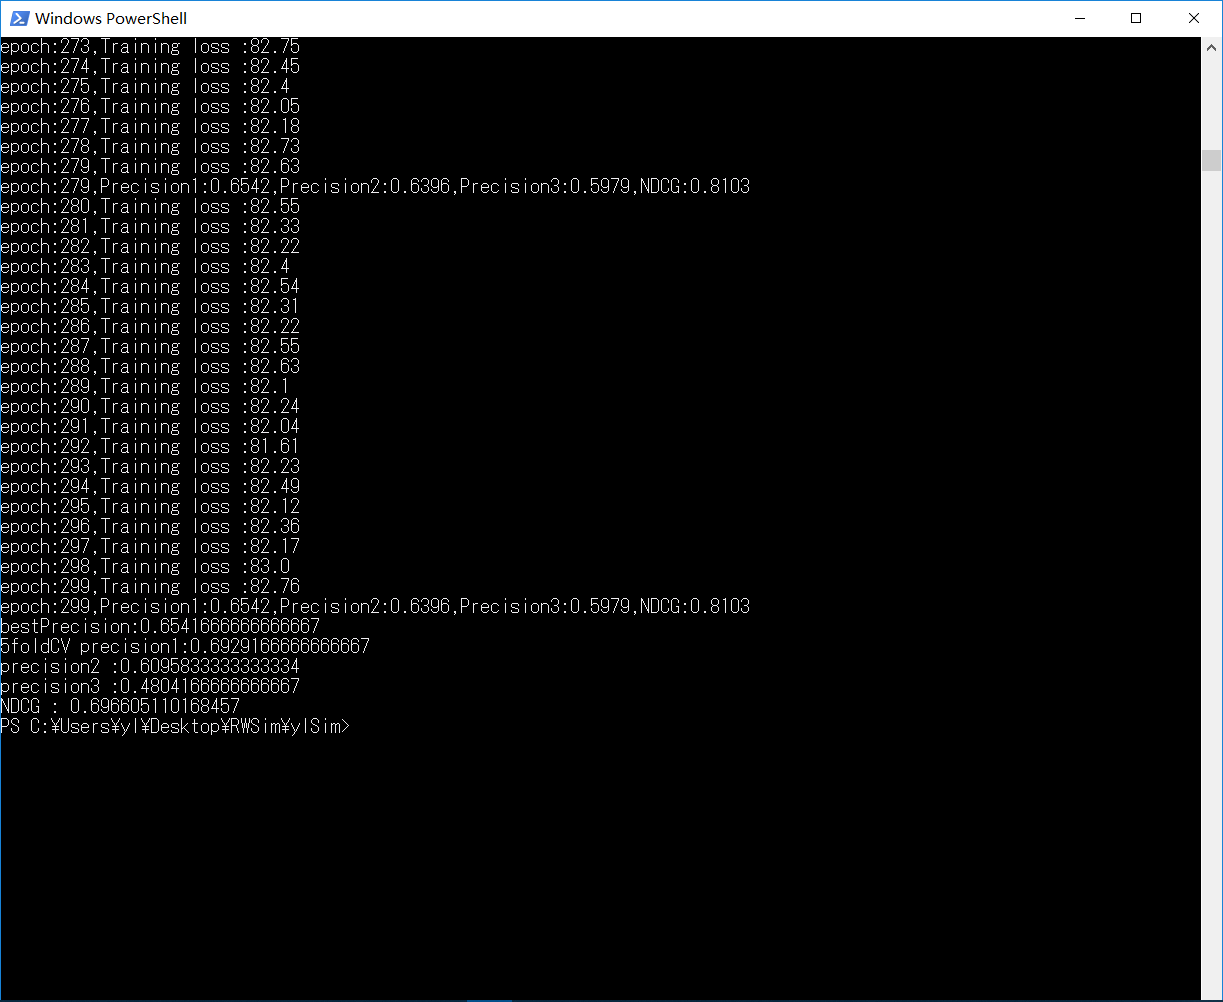 Windows PowerShell
epoch:273,Training loss :82.75
epoch:274,Training loss :82.45
epoch:275,Training loss :82.4
epoch:276,Training loss :82.05
epoch:277,Training loss :82.18
epoch:278,Training loss :82.73
epoch:279,Training loss :82.63
epoch:279,Precision1:0.6542,Precision2:0.6396,Precision3:0.5979,NDCG:0.8103
epoch:280,Training loss :82.55
epoch:281,Training loss :82.33
epoch:282,Training loss :82.22
epoch:283,Training loss :82.4
epoch:284,Training loss :82.54
epoch:285,Training loss :82.31
epoch:286,Training loss :82.22
epoch:287,Training loss :82.55
epoch:288,Training loss :82.63
epoch:289,Training loss :82.1
epoch:290,Training loss :82.24
epoch:291,Training loss :82.04
epoch:292,Training loss :81.61
epoch:293,Training loss :82.23
epoch:294,Training loss :82.49
epoch:295,Training loss :82.12
epoch:296,Training loss :82.36
epoch:297,Training loss :82.17
epoch:298,Training loss :83.0
epoch:299,Training loss :82.76
epoch:299,Precision1:0.6542,Precision2:0.6396,Precision3:0.5979,NDCG:0.8103
bestPrecision:0.6541666666666667
5foldCV precision1:0.6929166666666667
precision2 :0.6095833333333334
precision3 :0.4804166666666667
NDCG : 0.696605110168457
PS C:¥Users¥yl¥Desktop¥RWSim¥ylSim>